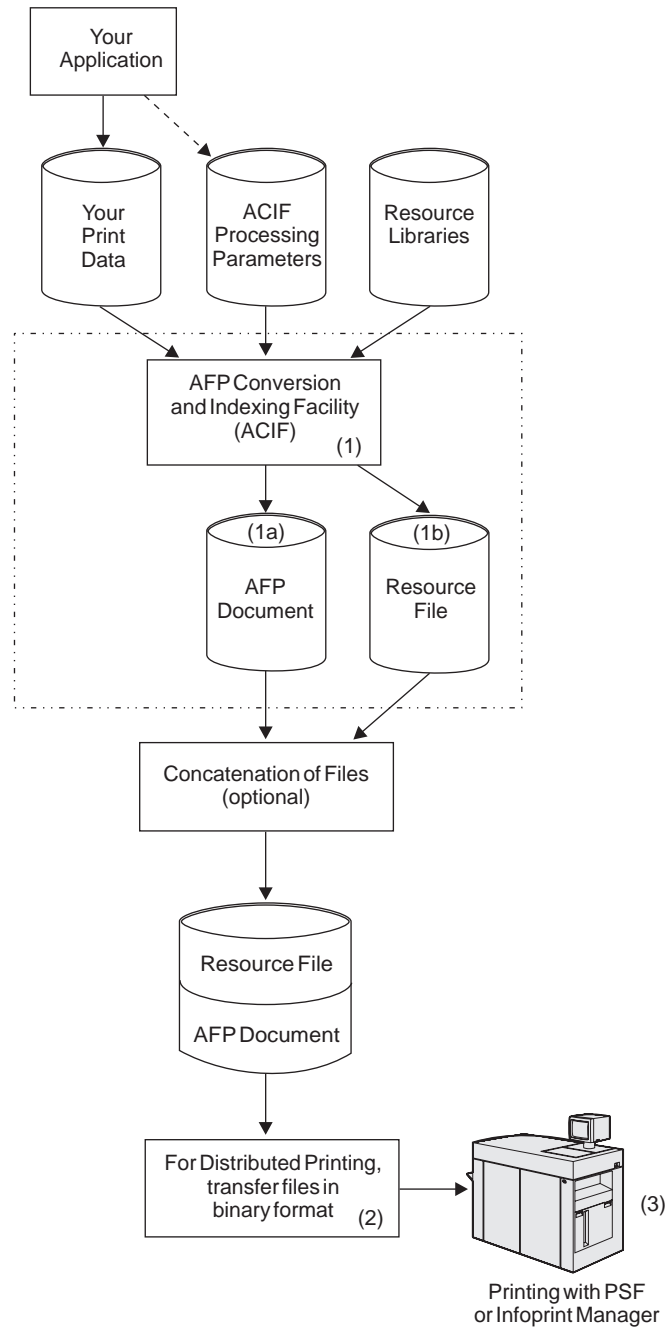 Your
Application
Your
Print
Data
ACIF
Processing
Parameters
Resource
Libraries
AFP Conversion
and Indexing Facility
(ACIF)
(1)
(1a)
AFP
Document
(1b)
Resource
File
Concatenation of Files
(optional)
Resource File
AFP Document
For Distributed Printing,
transfer files in
binary format
(2)
(3)
Printing with PSF
or Infoprint Manager